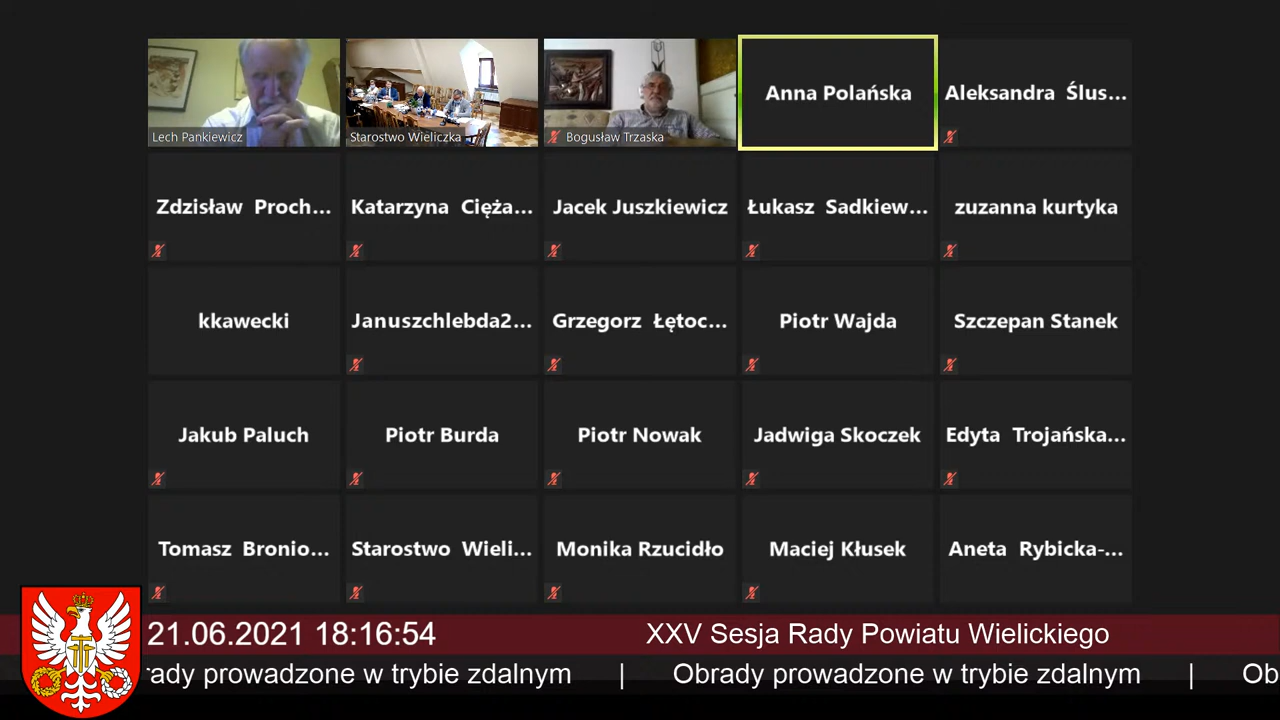 Lech Pankiewicz
Starostwo Wieliczka
Bogusław Trzaska
Anna Polańska
Aleksandra Ślus...
Zdzisław Proch...
Katarzyna Cięża...
Jacek Juszkiewicz
Łukasz Sadkiew...
zuzanna kurtyka
kkawecki
Januszchlebda2...
Grzegorz Łętoc...
Piotr Wajda
Szczepan Stanek
Jakub Paluch
Piotr Burda
Piotr Nowak
Jadwiga Skoczek
Edyta Trojańska...
Tomasz Bronio...
Starostwo Wieli...
Monika Rzucidło
Maciej Kłusek
Aneta Rybicka-...
21.06.2021 18:16:54
XXV Sesja Rady Powiatu Wielickiego
rady prowadzone w trybie zdalnym | Obrady prowadzone w trybie zdalnym | Ob